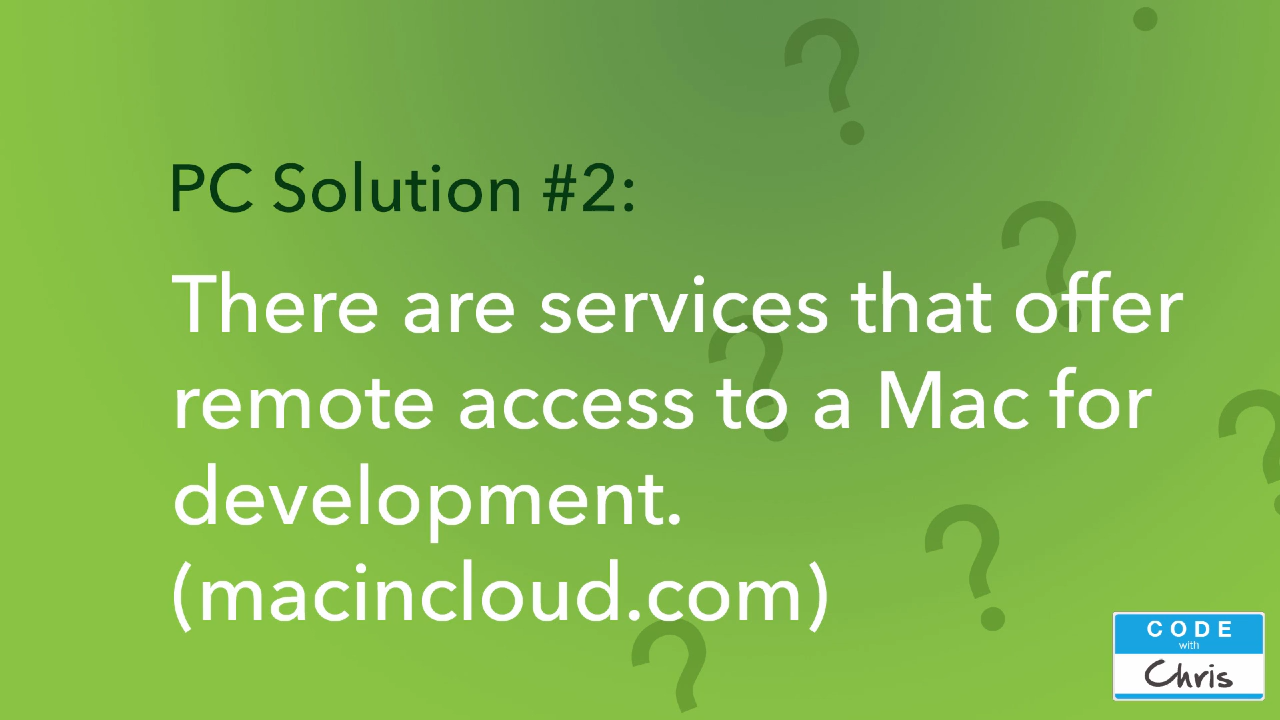 PC Solution #2:
There are services that offer
remote access to a Mac for
development.
(macincloud.com)
CODE
with
Chris